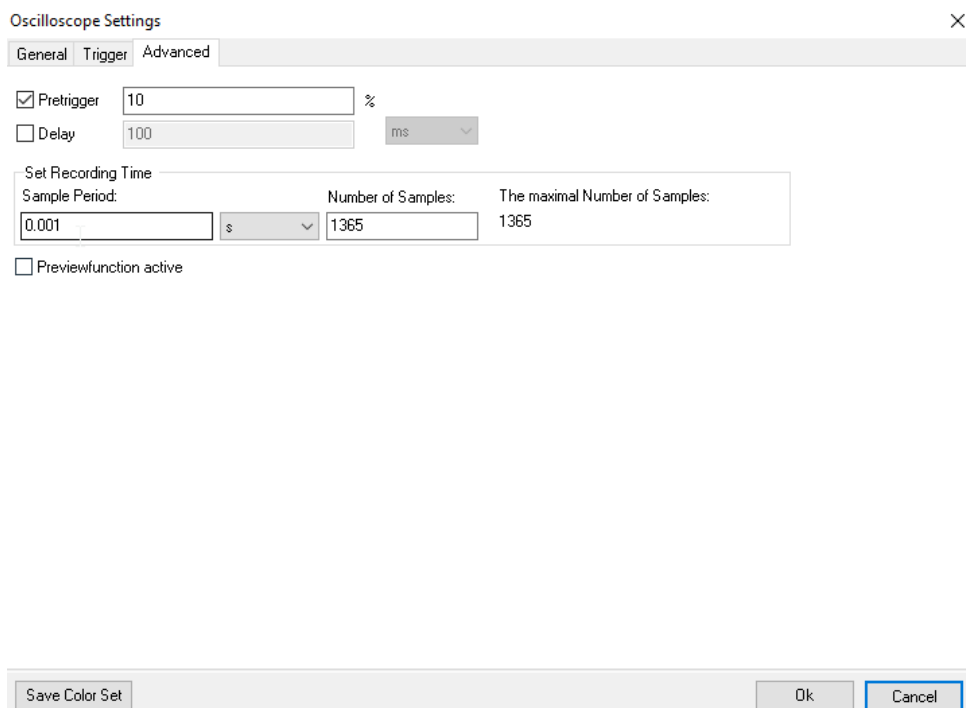 Oscilloscope Settings
General Trigger Advanced
Pretrigger 10 %
Delay 100 ms
Set Recording Time
Sample Period: Number of Samples: The maximal Number of Samples:
0.001 s 1365 1365
Previewfunction active
Save Color Set Ok Cancel